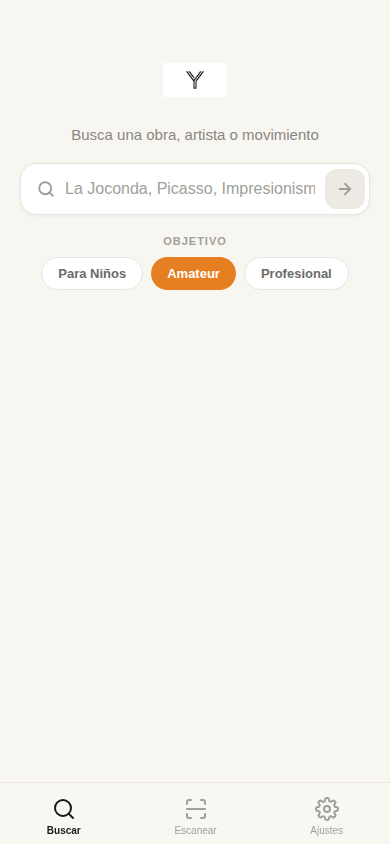 Y
Busca una obra, artista o movimiento
La Joconda, Picasso, Impresionism
OBJETIVO
Para Niños Amateur Profesional
Buscar Escanear Ajustes